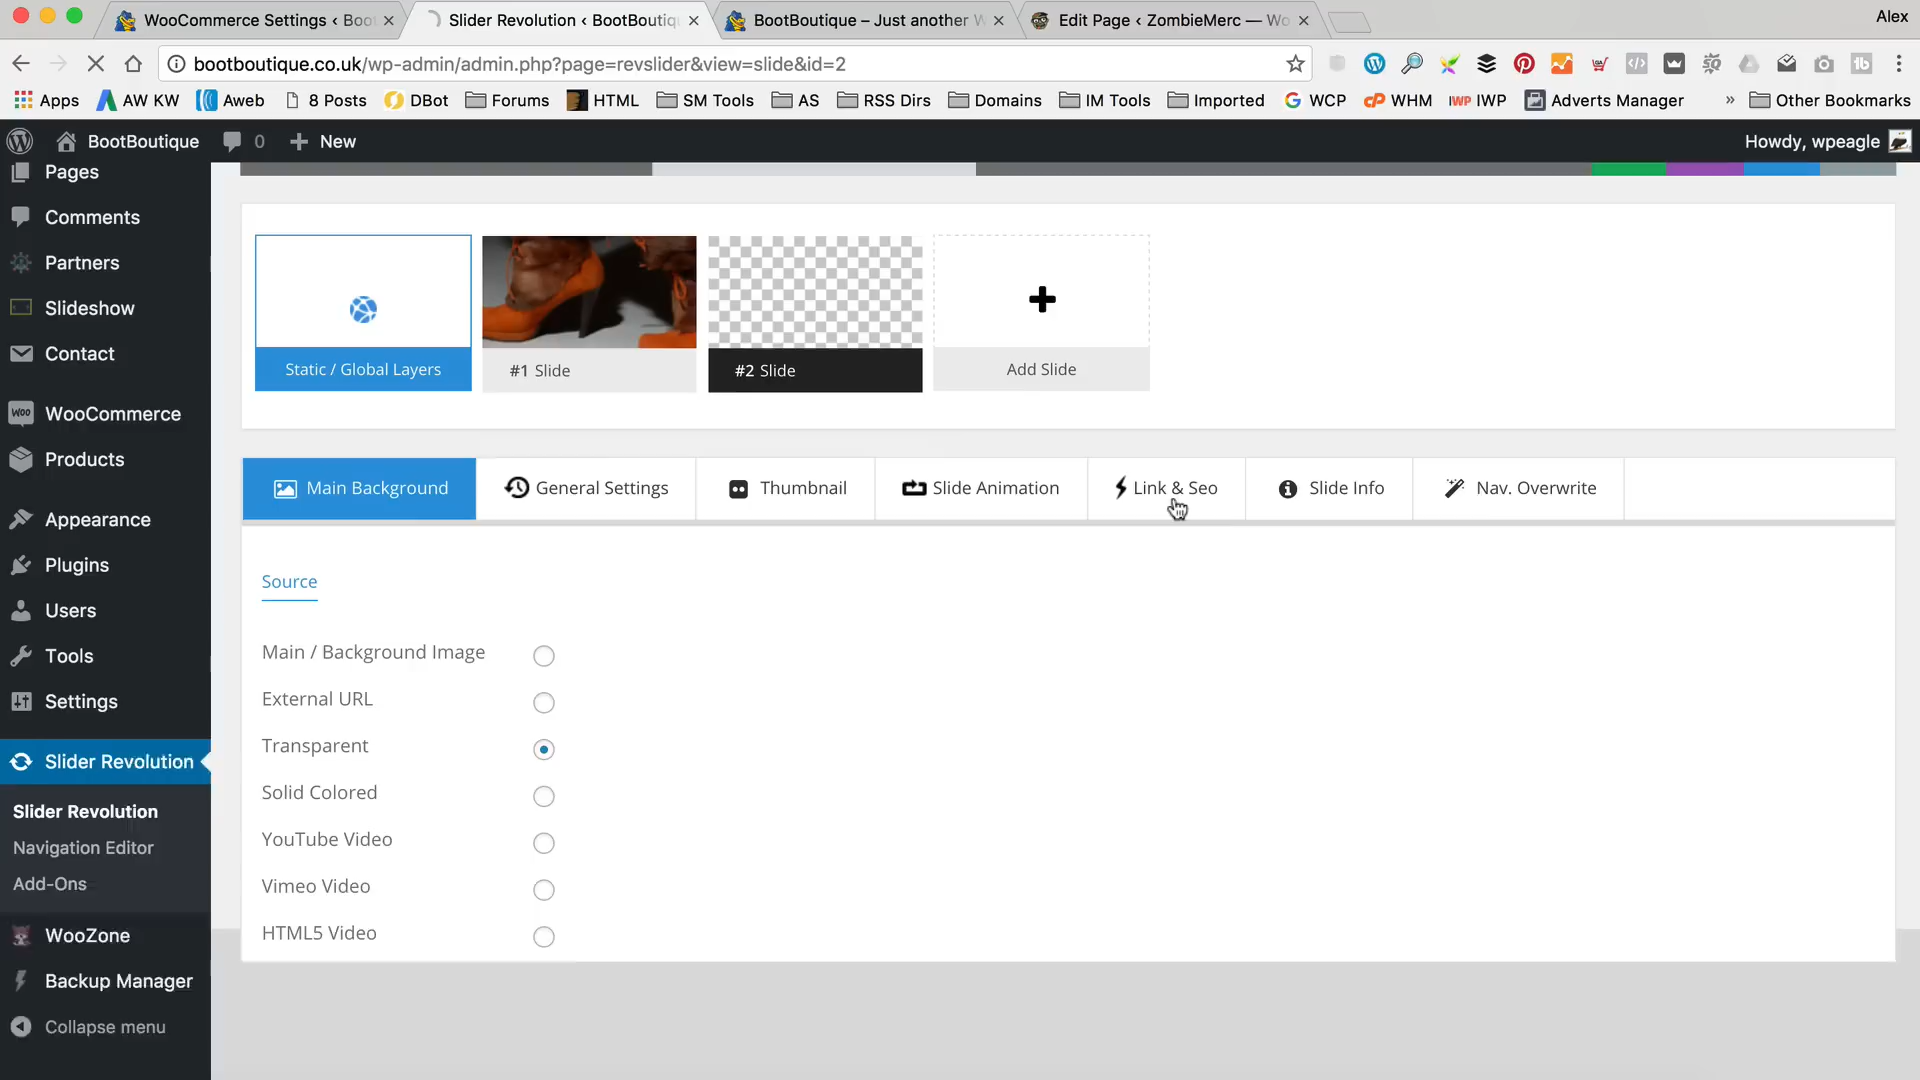 WooCommerce Settings ‹ Boot
Slider Revolution ‹ BootBoutiq
BootBoutique – Just another W
Edit Page ‹ ZombieMerc — Wo
Alex
bootboutique.co.uk/wp-admin/admin.php?page=revslider&view=slide&id=2
Apps
AW KW
Aweb
8 Posts
DBot
Forums
HTML
SM Tools
AS
RSS Dirs
Domains
IM Tools
Imported
WCP
WHM
IWP IWP
Adverts Manager
»
Other Bookmarks
BootBoutique
0
New
Howdy, wpeagle
Pages
Comments
Partners
Slideshow
Contact
WooCommerce
Products
Appearance
Plugins
Users
Tools
Settings
Slider Revolution
Slider Revolution
Navigation Editor
Add-Ons
WooZone
Backup Manager
Collapse menu
Static / Global Layers
#1 Slide
#2 Slide
Add Slide
Main Background
General Settings
Thumbnail
Slide Animation
Link & Seo
Slide Info
Nav. Overwrite
Source
Main / Background Image
External URL
Transparent
Solid Colored
YouTube Video
Vimeo Video
HTML5 Video